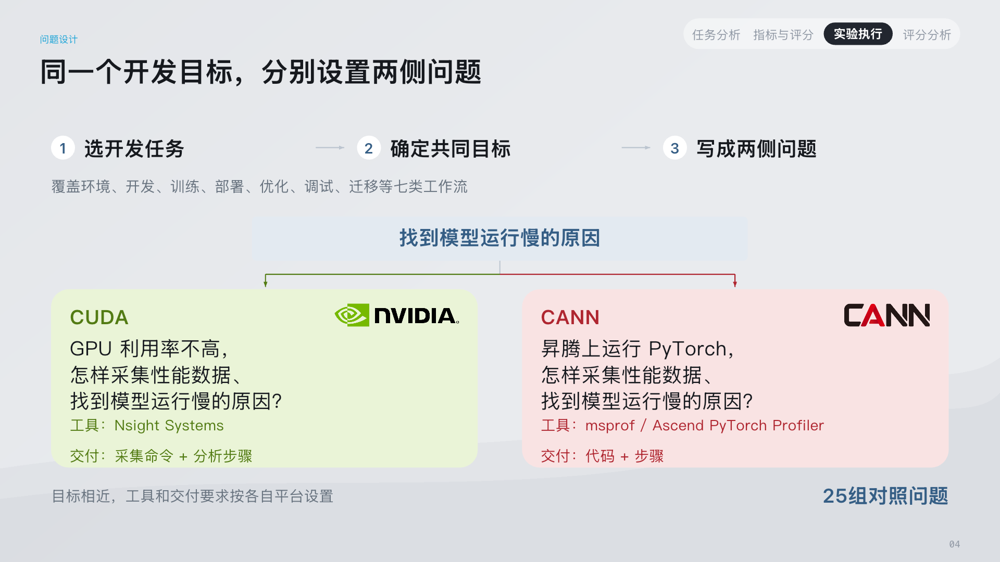 问题设计
任务分析 指标与评分 实验执行 评分分析
同一个开发目标，分别设置两侧问题
1 选开发任务
2 确定共同目标
3 写成两侧问题
覆盖环境、开发、训练、部署、优化、调试、迁移等七类工作流
找到模型运行慢的原因
CUDA
NVIDIA
GPU 利用率不高，
怎样采集性能数据、
找到模型运行慢的原因？
工具：Nsight Systems
交付：采集命令 + 分析步骤
CANN
CANN
昇腾上运行 PyTorch，
怎样采集性能数据、
找到模型运行慢的原因？
工具：msprof / Ascend PyTorch Profiler
交付：代码 + 步骤
目标相近，工具和交付要求按各自平台设置
25组对照问题
04